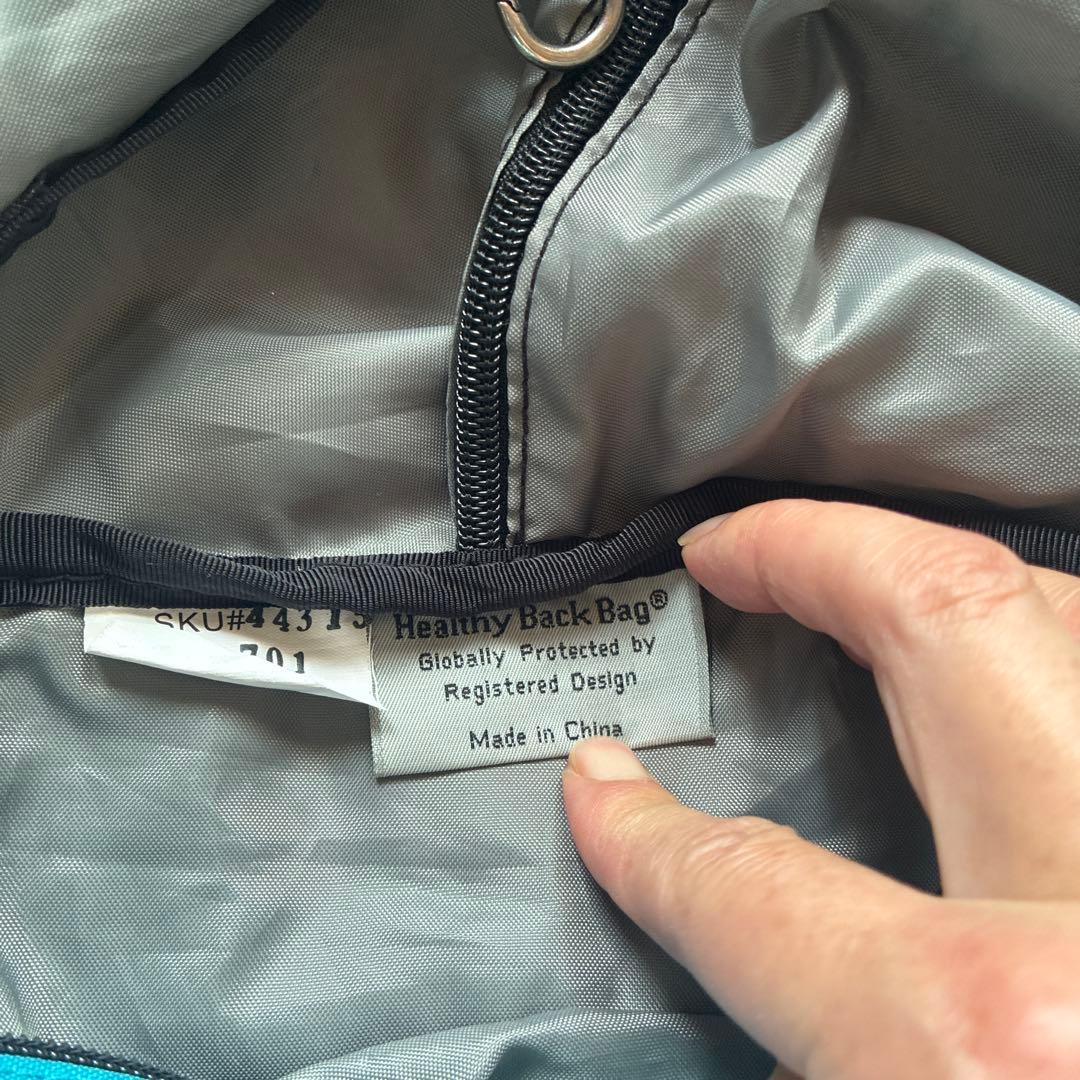 SKU#44315
701
Healthy Back Bag®
Globally Protected by
Registered Design
Made in China